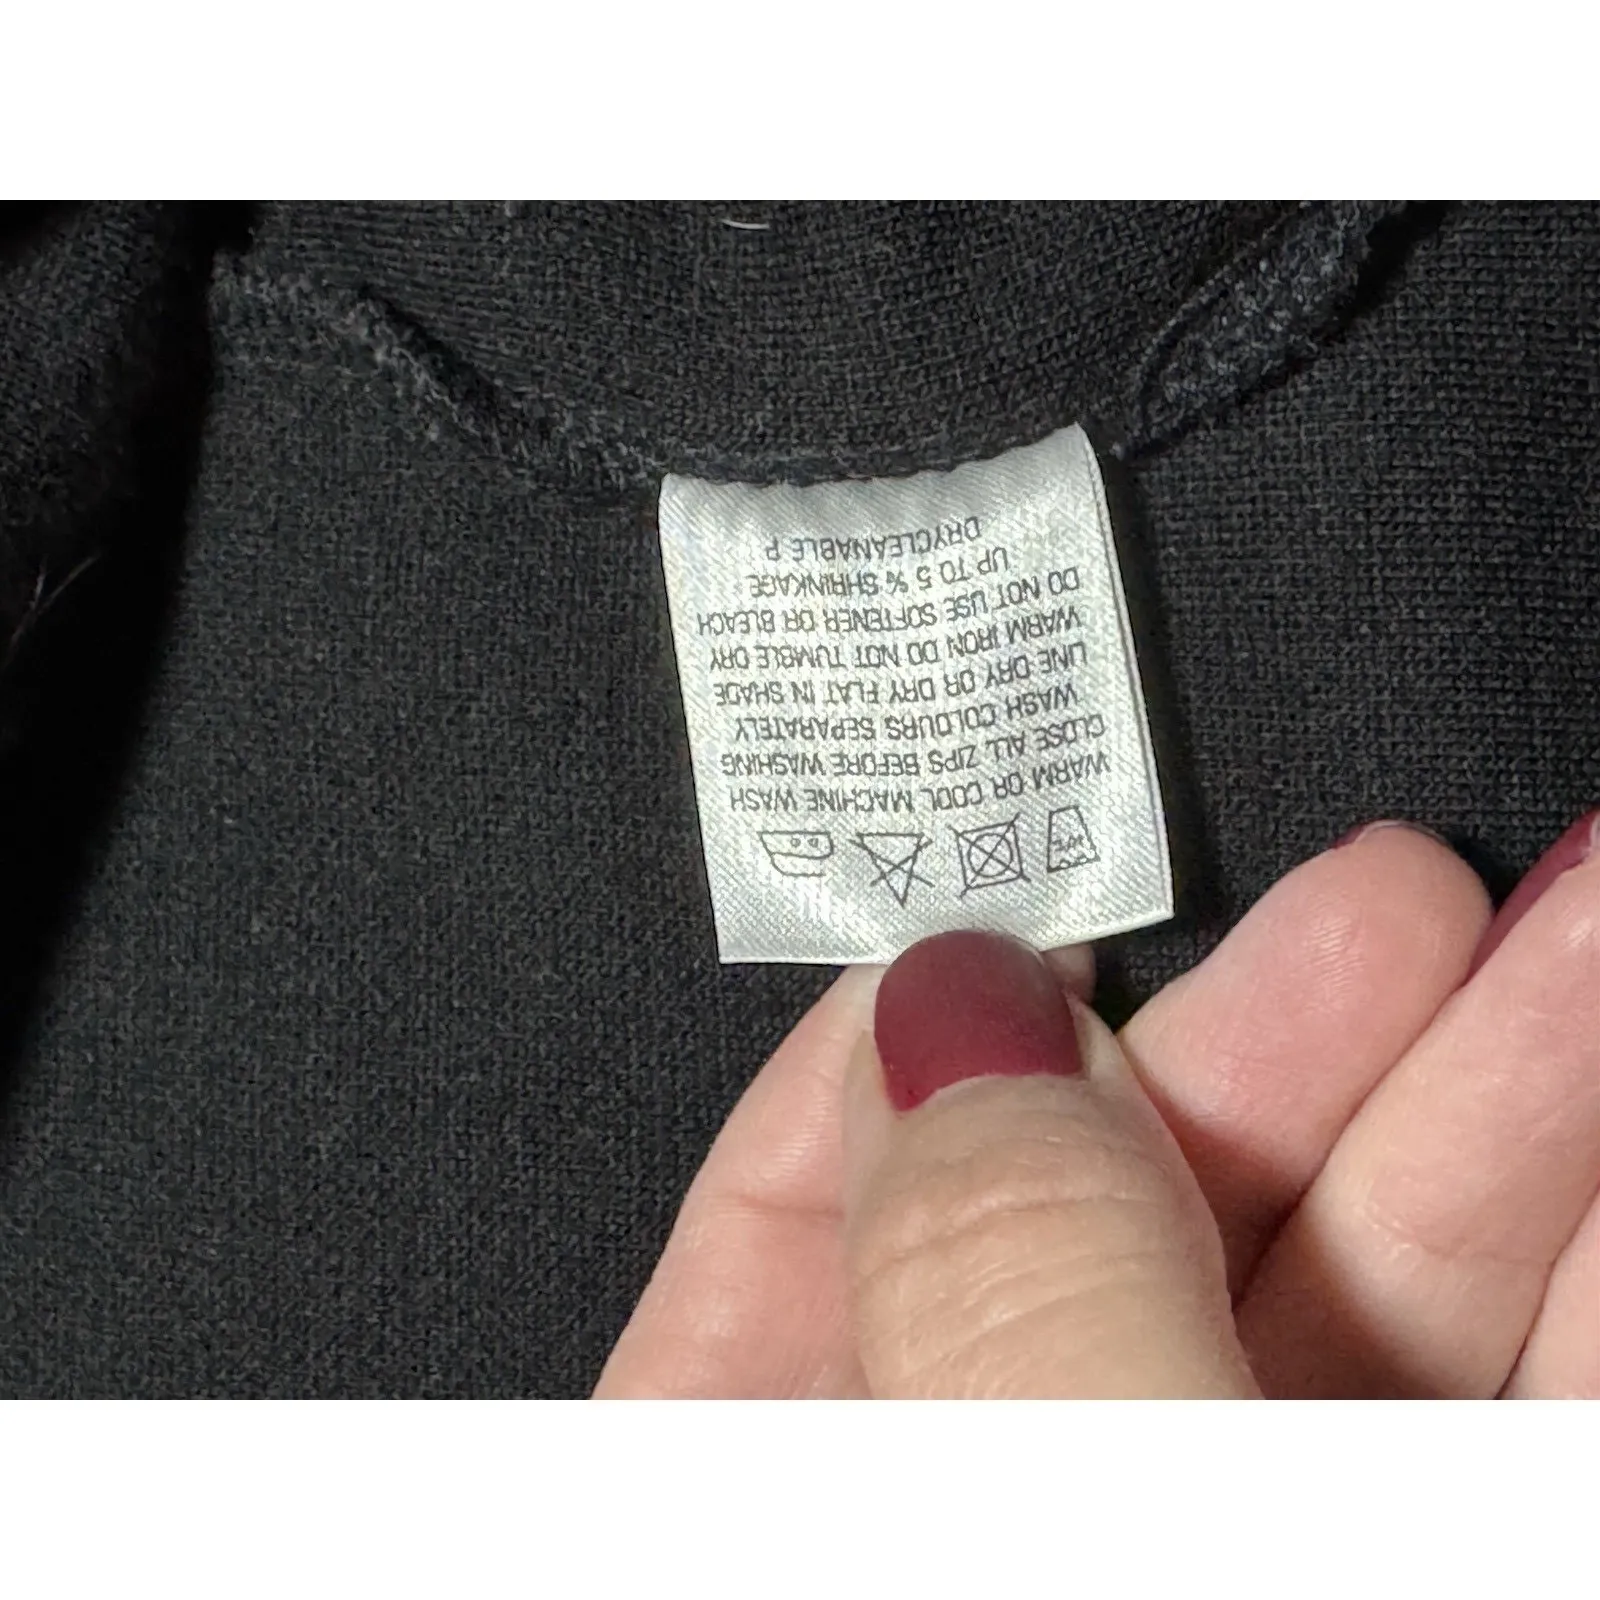 40°C
WARM OR COOL MACHINE WASH
CLOSE ALL ZIPS BEFORE WASHING
WASH COLOURS SEPARATELY
LINE DRY OR DRY FLAT IN SHADE
WARM IRON DO NOT TUMBLE DRY
DO NOT USE SOFTENER OR BLEACH
UP TO 5 % SHRINKAGE
DRYCLEANABLE P